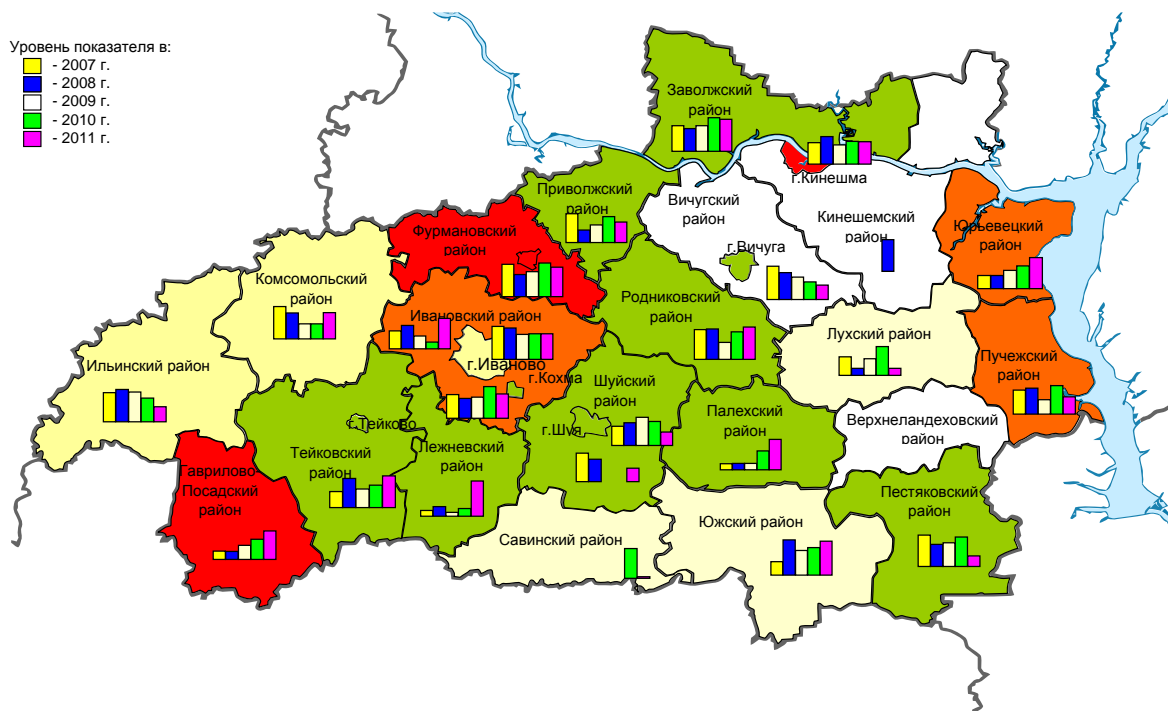 Уровень показателя в:
- 2007 г.
- 2008 г.
- 2009 г.
- 2010 г.
- 2011 г.
Заволжский
район
г.Кинешма
Приволжский
район
Вичугский
район
Кинешемский
район
Юрьевецкий
район
Фурмановский
район
г.Вичуга
Комсомольский
район
Родниковский
район
Ивановский район
Лухский район
Пучежский
район
Ильинский район
г.Иваново
г.Кохма
Шуйский
район
Палехский
район
Верхнеландеховский
район
г.Тейково
г.Шуя
Тейковский
район
Лежневский
район
Гаврилово-
Посадский
район
Пестяковский
район
Южский район
Савинский район